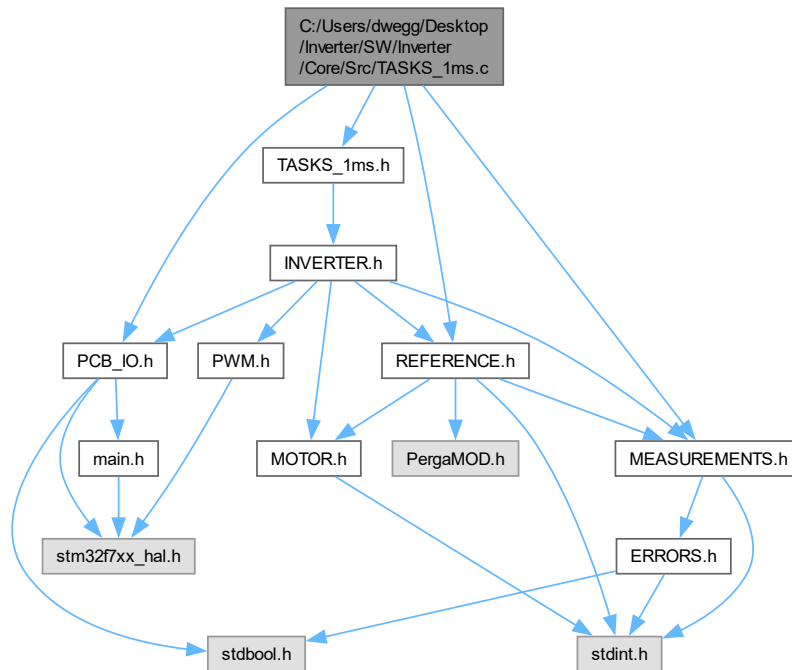 C:/Users/dwegg/Desktop
/Inverter/SW/Inverter
/Core/Src/TASKS_1ms.c
TASKS_1ms.h
INVERTER.h
PCB_IO.h
PWM.h
REFERENCE.h
main.h
MOTOR.h
PergaMOD.h
MEASUREMENTS.h
stm32f7xx_hal.h
ERRORS.h
stdbool.h
stdint.h